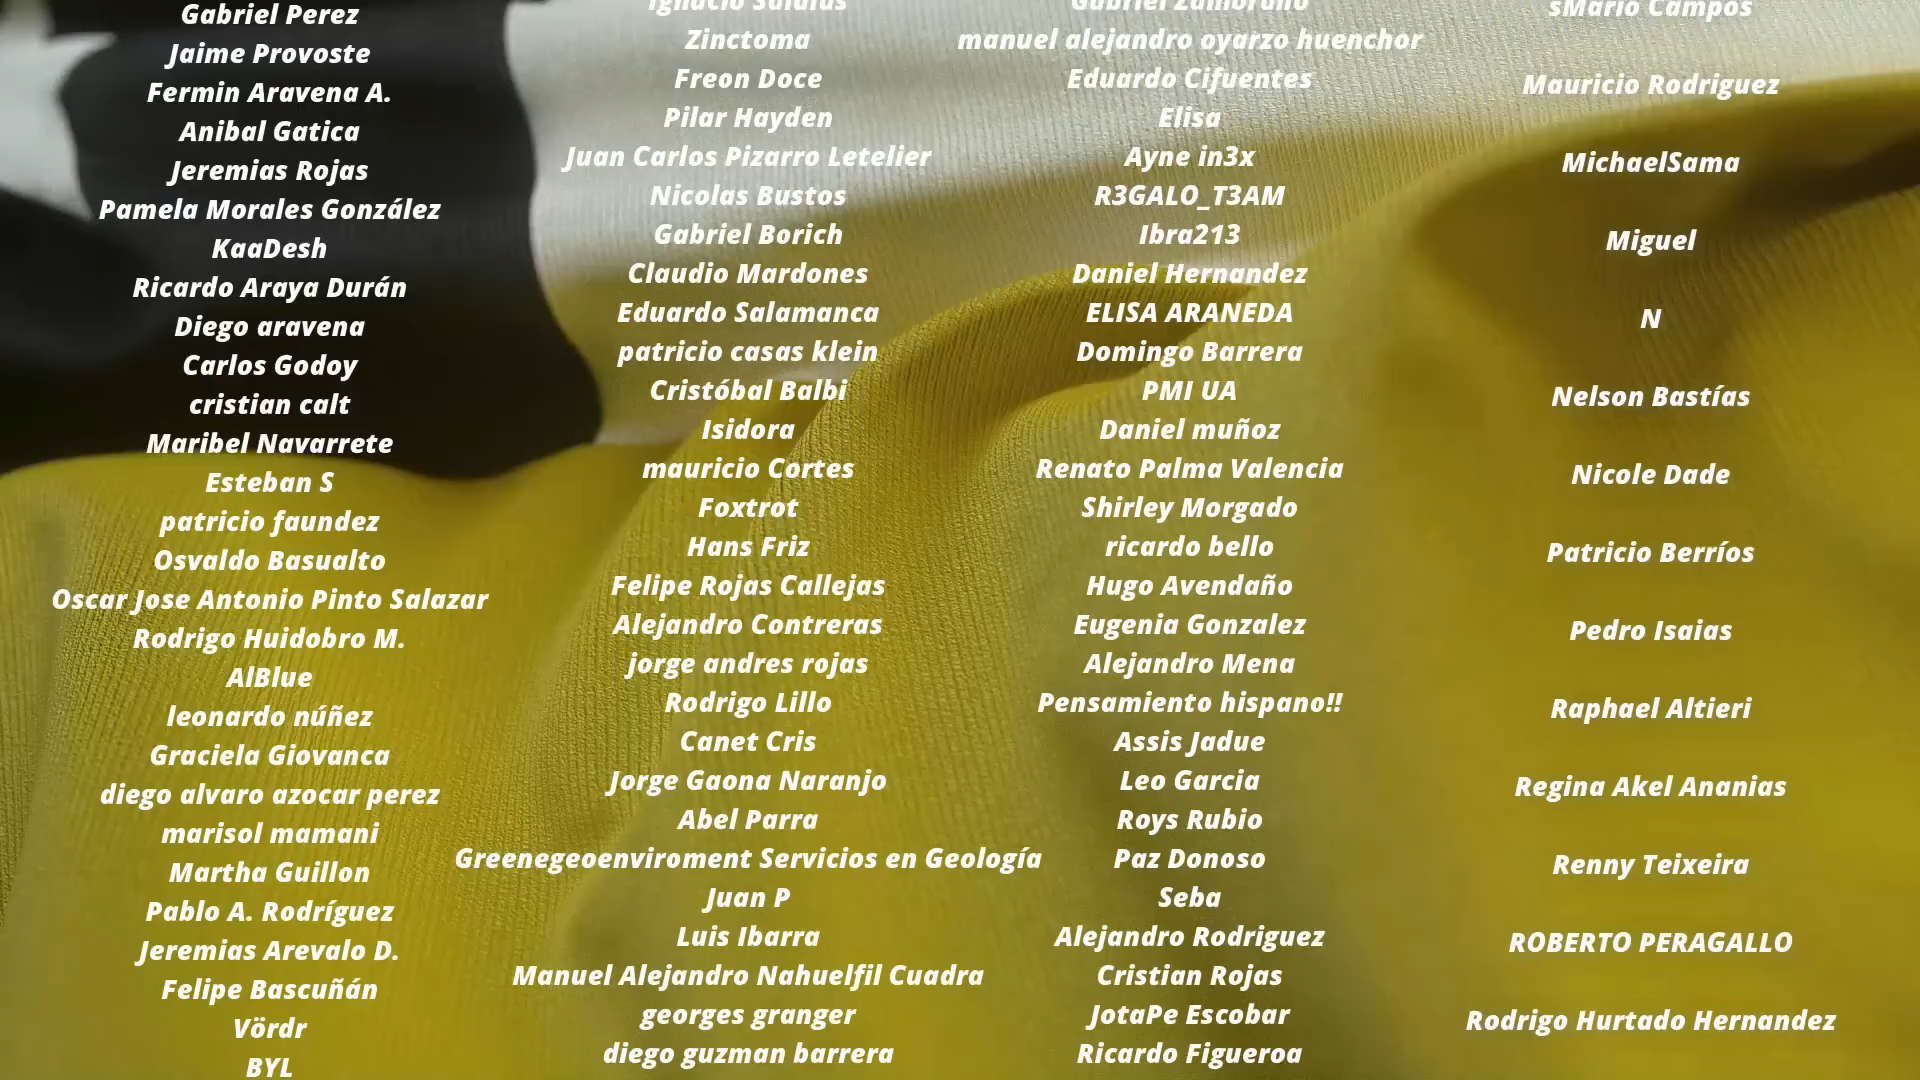 Gabriel Perez
Jaime Provoste
Fermin Aravena A.
Anibal Gatica
Jeremias Rojas
Pamela Morales González
KaaDesh
Ricardo Araya Durán
Diego aravena
Carlos Godoy
cristian calt
Maribel Navarrete
Esteban S
patricio faundez
Osvaldo Basualto
Oscar Jose Antonio Pinto Salazar
Rodrigo Huidobro M.
AlBlue
leonardo núñez
Graciela Giovanca
diego alvaro azocar perez
marisol mamani
Martha Guillon
Pablo A. Rodríguez
Jeremias Arevalo D.
Felipe Bascuñán
Vördr
BYL
Zinctoma
Freon Doce
Pilar Hayden
Juan Carlos Pizarro Letelier
Nicolas Bustos
Gabriel Borich
Claudio Mardones
Eduardo Salamanca
patricio casas klein
Cristóbal Balbi
Isidora
mauricio Cortes
Foxtrot
Hans Friz
Felipe Rojas Callejas
Alejandro Contreras
jorge andres rojas
Rodrigo Lillo
Canet Cris
Jorge Gaona Naranjo
Abel Parra
Greenegeoenviroment Servicios en Geología
Juan P
Luis Ibarra
Manuel Alejandro Nahuelfil Cuadra
georges granger
diego guzman barrera
Gabriel Zamorano
manuel alejandro oyarzo huenchor
Eduardo Cifuentes
Elisa
Ayne in3x
R3GALO_T3AM
Ibra213
Daniel Hernandez
ELISA ARANEDA
Domingo Barrera
PMI UA
Daniel muñoz
Renato Palma Valencia
Shirley Morgado
ricardo bello
Hugo Avendaño
Eugenia Gonzalez
Alejandro Mena
Pensamiento hispano!!
Assis Jadue
Leo Garcia
Roys Rubio
Paz Donoso
Seba
Alejandro Rodriguez
Cristian Rojas
JotaPe Escobar
Ricardo Figueroa
sMario Campos
Mauricio Rodriguez
MichaelSama
Miguel
N
Nelson Bastías
Nicole Dade
Patricio Berríos
Pedro Isaias
Raphael Altieri
Regina Akel Ananias
Renny Teixeira
ROBERTO PERAGALLO
Rodrigo Hurtado Hernandez